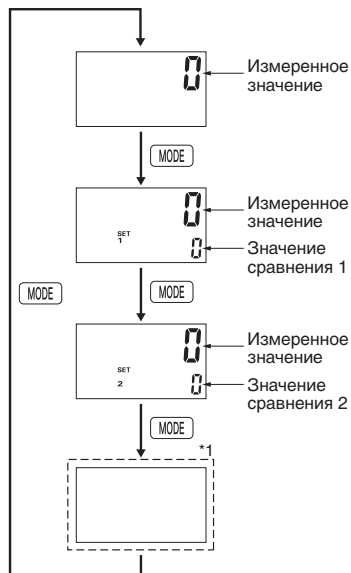 0
Измеренное
значение
MODE
0
Измеренное
значение
SET
1
0
Значение
сравнения 1
MODE
MODE
0
Измеренное
значение
SET
2
0
Значение
сравнения 2
MODE
*1